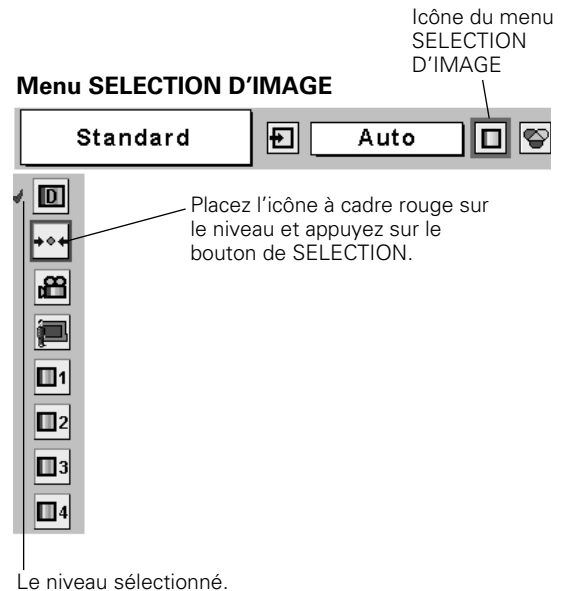 Icône du menu
SELECTION
D'IMAGE
Menu SELECTION D'IMAGE
Standard
Auto
D
Placez l'icône à cadre rouge sur
le niveau et appuyez sur le
bouton de SELECTION.
1
2
3
4
Le niveau sélectionné.